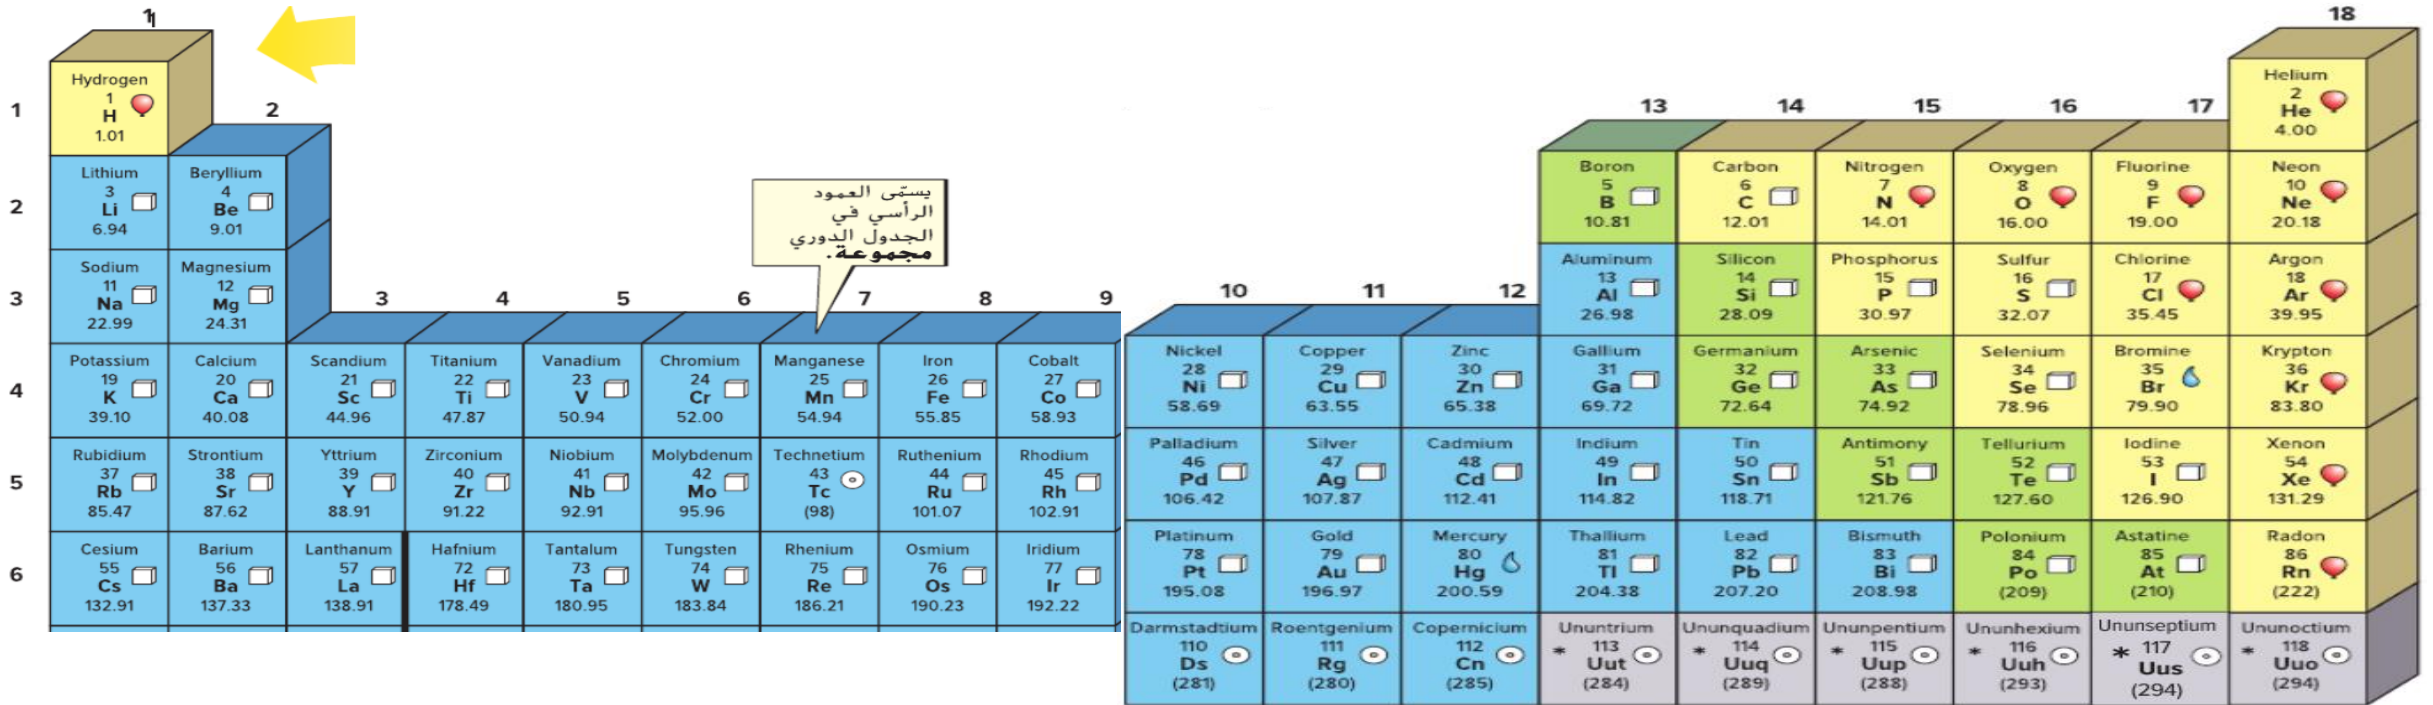 1
18
Hydrogen
1
H
1.01
Helium
2
He
4.00
1
2
13 14 15 16 17
Lithium Beryllium Boron Carbon Nitrogen Oxygen Fluorine Neon
3 4 5 6 7 8 9 10
Li Be B C N O F Ne
6.94 9.01 10.81 12.01 14.01 16.00 19.00 20.18
2
يسمّى العمود
الرأسي في
الجدول الدوري
مجموعة.
Sodium Magnesium Aluminum Silicon Phosphorus Sulfur Chlorine Argon
11 12 13 14 15 16 17 18
Na Mg Al Si P S Cl Ar
22.99 24.31 26.98 28.09 30.97 32.07 35.45 39.95
3
3 4 5 6 7 8 9 10 11 12
Potassium Calcium Scandium Titanium Vanadium Chromium Manganese Iron Cobalt Nickel Copper Zinc Gallium Germanium Arsenic Selenium Bromine Krypton
19 20 21 22 23 24 25 26 27 28 29 30 31 32 33 34 35 36
K Ca Sc Ti V Cr Mn Fe Co Ni Cu Zn Ga Ge As Se Br Kr
39.10 40.08 44.96 47.87 50.94 52.00 54.94 55.85 58.93 58.69 63.55 65.38 69.72 72.64 74.92 78.96 79.90 83.80
4
Rubidium Strontium Yttrium Zirconium Niobium Molybdenum Technetium Ruthenium Rhodium Palladium Silver Cadmium Indium Tin Antimony Tellurium Iodine Xenon
37 38 39 40 41 42 43 44 45 46 47 48 49 50 51 52 53 54
Rb Sr Y Zr Nb Mo Tc Ru Rh Pd Ag Cd In Sn Sb Te I Xe
85.47 87.62 88.91 91.22 92.91 95.96 (98) 101.07 102.91 106.42 107.87 112.41 114.82 118.71 121.76 127.60 126.90 131.29
5
Cesium Barium Lanthanum Hafnium Tantalum Tungsten Rhenium Osmium Iridium Platinum Gold Mercury Thallium Lead Bismuth Polonium Astatine Radon
55 56 57 72 73 74 75 76 77 78 79 80 81 82 83 84 85 86
Cs Ba La Hf Ta W Re Os Ir Pt Au Hg Tl Pb Bi Po At Rn
132.91 137.33 138.91 178.49 180.95 183.84 186.21 190.23 192.22 195.08 196.97 200.59 204.38 207.20 208.98 (209) (210) (222)
6
Darmstadtium Roentgenium Copernicium Ununtrium Ununquadium Ununpentium Ununhexium Ununseptium Ununoctium
110 111 112 * 113 * 114 * 115 * 116 * 117 * 118
Ds Rg Cn Uut Uuq Uup Uuh Uus Uuo
(281) (280) (285) (284) (289) (288) (293) (294) (294)